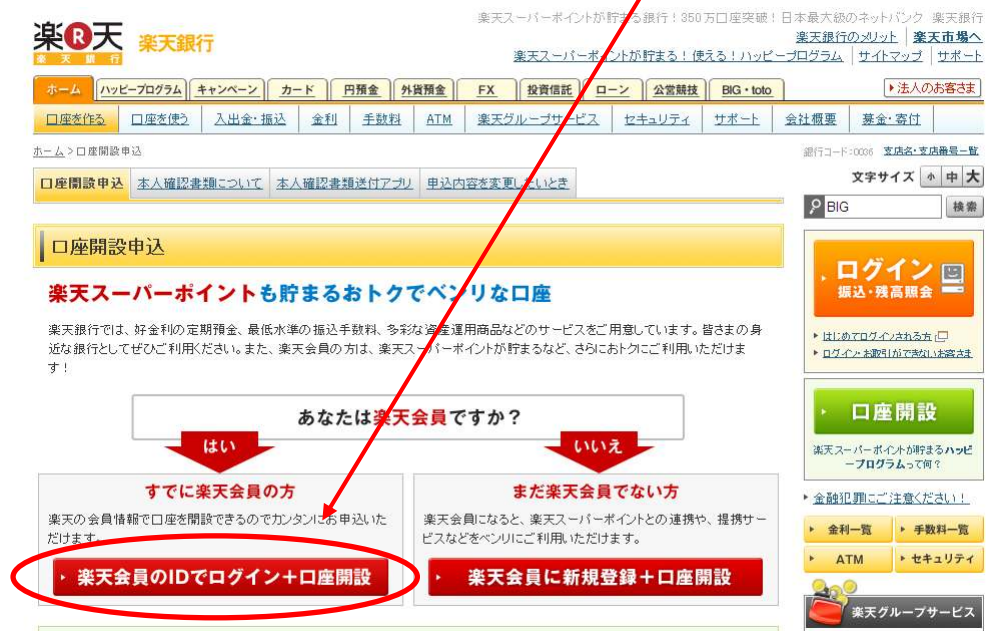 楽天スーパーポイントが貯まる銀行！350万口座突破！日本最大級のネットバンク 楽天銀行
楽R天
楽天銀行
楽天銀行
楽天銀行のメリット
楽天市場へ
楽天スーパーポイントが貯まる！使える！ハッピープログラム
サイトマップ
サポート
ホーム
ハッピープログラム
キャンペーン
カード
円預金
外貨預金
FX
投資信託
ローン
公営競技
BIG・toto
法人のお客さま
口座を作る
口座を使う
入出金・振込
金利
手数料
ATM
楽天グループサービス
セキュリティ
サポート
会社概要
募金・寄付
ホーム > 口座開設申込
銀行コード:0036 支店名・支店番号一覧
口座開設申込
本人確認書類について
本人確認書類送付アプリ
申込内容を変更したいとき
文字サイズ 小 中 大
BIG
検索
口座開設申込
楽天スーパーポイントも貯まるおトクでベンリな口座
楽天銀行では、好金利の定期預金、最低水準の振込手数料、多彩な資産運用商品などのサービスをご用意しています。皆さまの身
近な銀行としてぜひご利用ください。また、楽天会員の方は、楽天スーパーポイントが貯まるなど、さらにおトクにご利用いただけま
す！
あなたは楽天会員ですか？
はい
いいえ
すでに楽天会員の方
楽天の会員情報で口座を開設できるのでカンタンにお申込いた
だけます。
楽天会員のIDでログイン＋口座開設
まだ楽天会員でない方
楽天会員になると、楽天スーパーポイントとの連携や、提携サー
ビスなどをベンリにご利用いただけます。
楽天会員に新規登録＋口座開設
ログイン
振込・残高照会
はじめてログインされる方
ログインとお取引ができないお客さま
口座開設
楽天スーパーポイントが貯まるハッピ
ープログラムって何？
金融犯罪にご注意ください！
金利一覧
手数料一覧
ATM
セキュリティ
楽天グループサービス